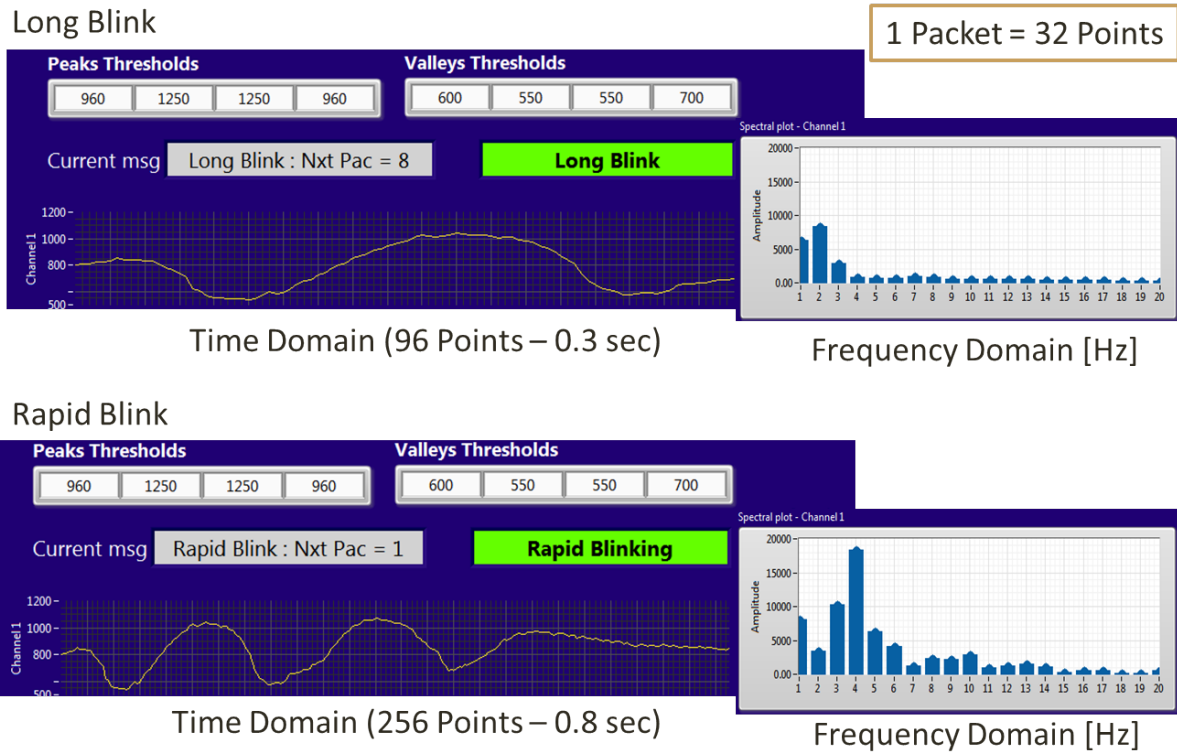 Long Blink
1 Packet = 32 Points
Peaks Thresholds
Valleys Thresholds
960 1250 1250 960
600 550 550 700
Current msg Long Blink : Nxt Pac = 8
Long Blink
Spectral plot - Channel 1
Amplitude
20000
15000
10000
5000
0.00
1 2 3 4 5 6 7 8 9 10 11 12 13 14 15 16 17 18 19 20
Channel 1
1200
1000
800
500
Time Domain (96 Points – 0.3 sec)
Frequency Domain [Hz]
Rapid Blink
Peaks Thresholds
Valleys Thresholds
960 1250 1250 960
600 550 550 700
Current msg Rapid Blink : Nxt Pac = 1
Rapid Blinking
Spectral plot - Channel 1
Amplitude
20000
15000
10000
5000
0.00
1 2 3 4 5 6 7 8 9 10 11 12 13 14 15 16 17 18 19 20
Channel 1
1200
1000
800
500
Time Domain (256 Points – 0.8 sec)
Frequency Domain [Hz]